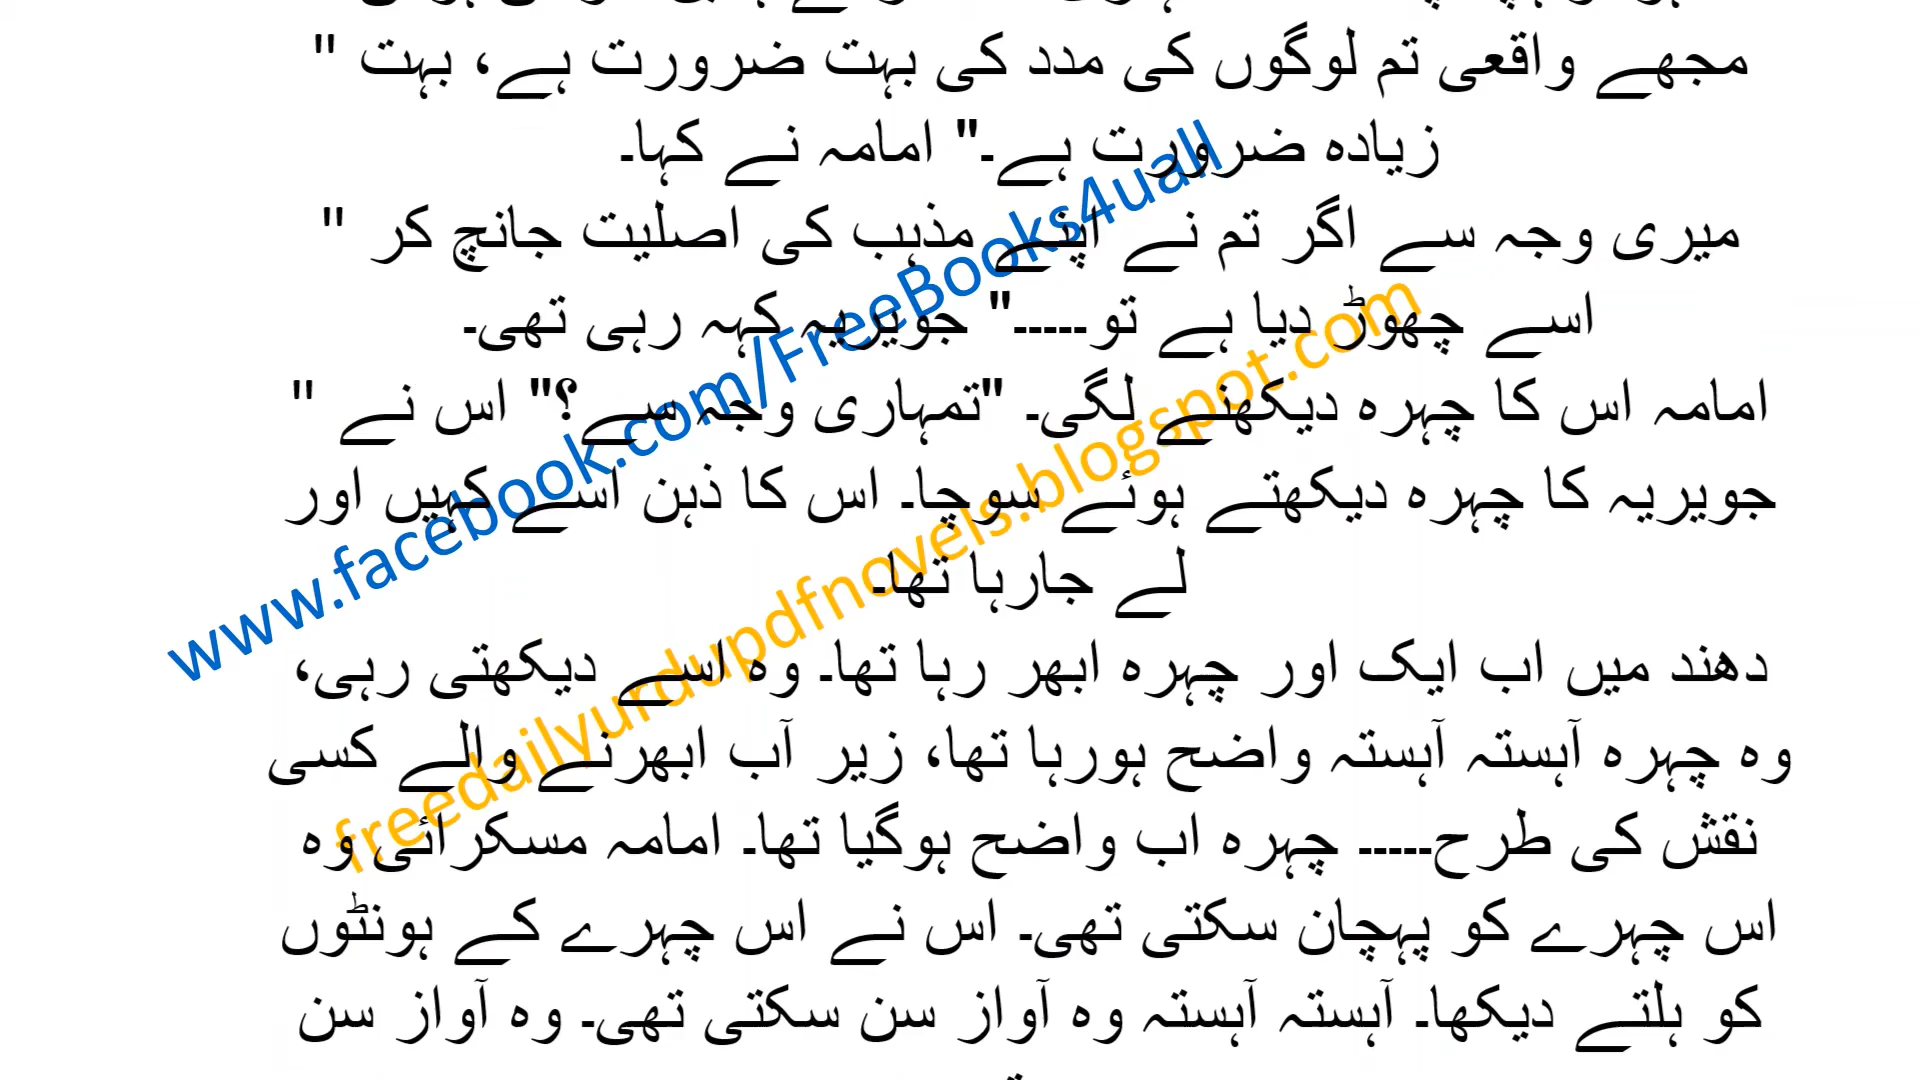 مجھے واقعی تم لوگوں کی مدد کی بہت ضرورت ہے، بہت "
زیادہ ضرورت ہے۔" امامہ نے کہا۔
میری وجہ سے اگر تم نے اپنے مذہب کی اصلیت جانچ کر "
اسے چھوڑ دیا ہے تو-----" جویریہ کہہ رہی تھی۔
امامہ اس کا چہرہ دیکھنے لگی۔ "تمہاری وجہ سے؟" اس نے "
جویریہ کا چہرہ دیکھتے ہوئے سوچا۔ اس کا ذہن اسے کہیں اور
لے جارہا تھا۔
دھند میں اب ایک اور چہرہ ابھر رہا تھا۔ وہ اسے دیکھتی رہی،
وہ چہرہ آہستہ آہستہ واضح ہورہا تھا، زیر آب ابھرنے والے کسی
نقش کی طرح----- چہرہ اب واضح ہوگیا تھا۔ امامہ مسکرائی وہ
اس چہرے کو پہچان سکتی تھی۔ اس نے اس چہرے کے ہونٹوں
کو ہلتے دیکھا۔ آہستہ آہستہ وہ آواز سن سکتی تھی۔ وہ آواز سن
www.facebook.com/FreeBooks4uall
freedailyurdupdfnovels.blogspot.com